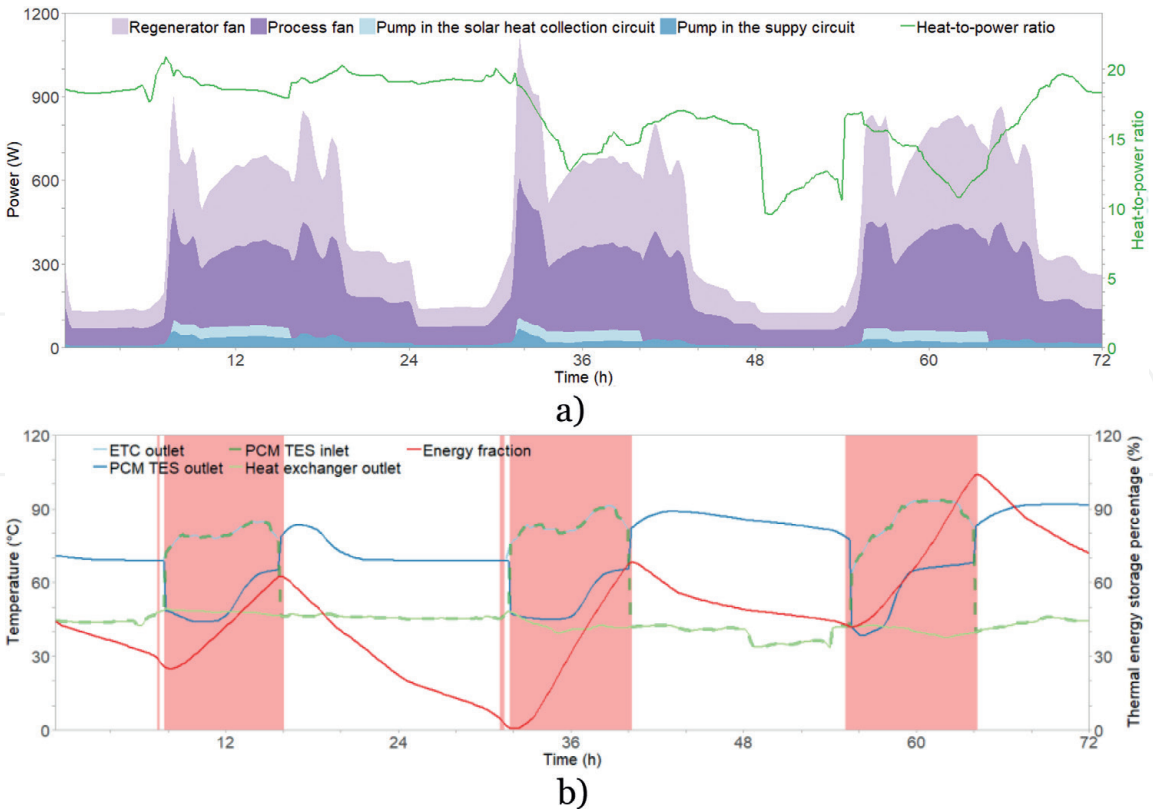 1200
Regenerator fan Process fan Pump in the solar heat collection circuit Pump in the suppy circuit Heat-to-power ratio
900
600
300
0
Power (W)
20
15
10
5
0
Heat-to-power ratio
12 24 36 48 60 72
Time (h)
a)
120
90
60
30
0
Temperature (°C)
ETC outlet PCM TES inlet Energy fraction
PCM TES outlet Heat exchanger outlet
120
90
60
30
0
Thermal energy storage percentage (%)
12 24 36 48 60 72
Time (h)
b)